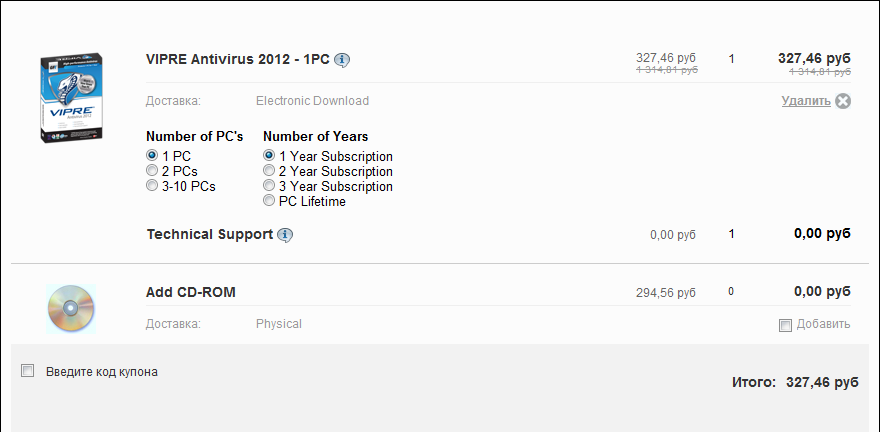 VIPRE Antivirus 2012 - 1PC 327,46 руб 1 327,46 руб
1 314,81 руб 1 314,81 руб
Доставка: Electronic Download Удалить
VIPRE
Number of PC's Number of Years
1 PC 1 Year Subscription
2 PCs 2 Year Subscription
3-10 PCs 3 Year Subscription
PC Lifetime
Technical Support 0,00 руб 1 0,00 руб
Add CD-ROM 294,56 руб 0 0,00 руб
Доставка: Physical Добавить
Введите код купона
Итого: 327,46 руб